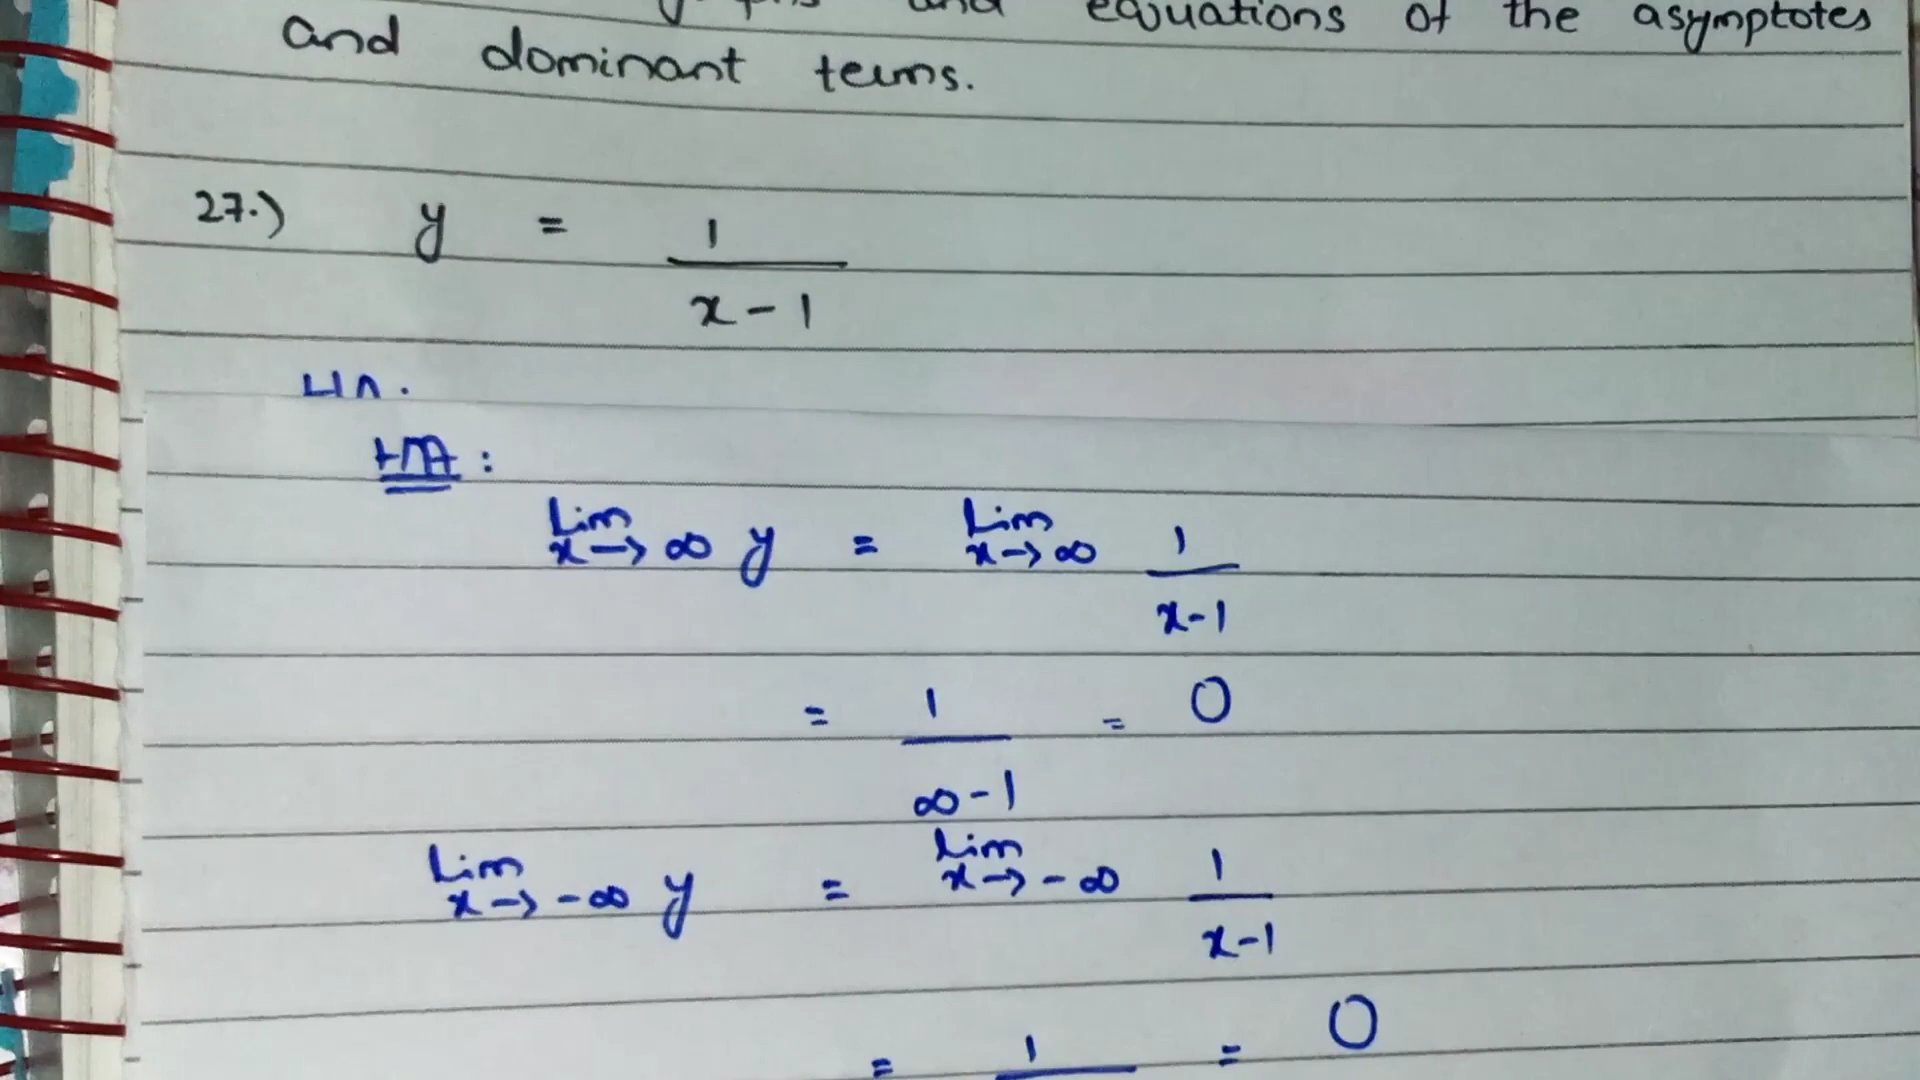 and equations of the asymptotes
and dominant terms.
27.) y = 1
x - 1
HA :
Lim Lim
x → ∞ y = x → ∞ 1
x - 1
= 1 = 0
∞ - 1
Lim Lim
x → - ∞ y = x → - ∞ 1
x - 1
= 1 = 0